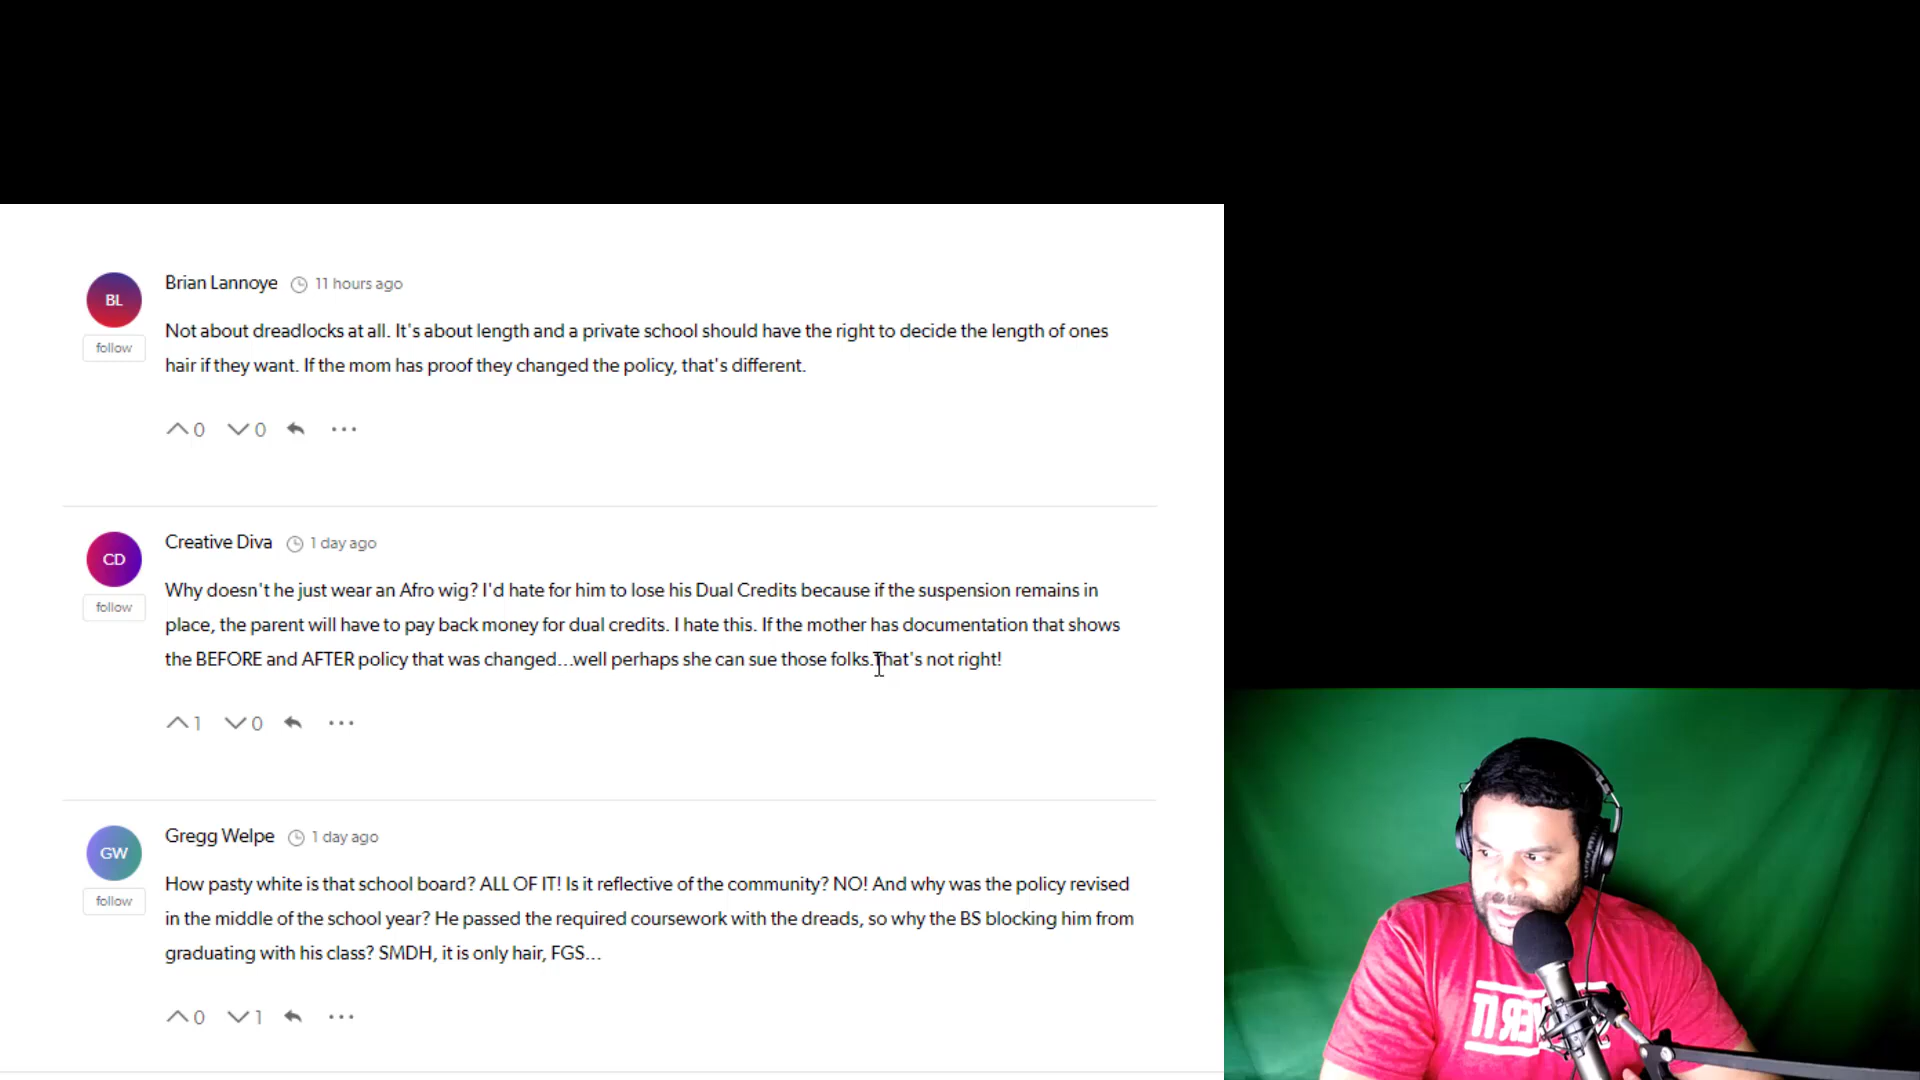 BL
Brian Lannoye 11 hours ago
follow
Not about dreadlocks at all. It's about length and a private school should have the right to decide the length of ones
hair if they want. If the mom has proof they changed the policy, that's different.
0 0
CD
Creative Diva 1 day ago
follow
Why doesn't he just wear an Afro wig? I'd hate for him to lose his Dual Credits because if the suspension remains in
place, the parent will have to pay back money for dual credits. I hate this. If the mother has documentation that shows
the BEFORE and AFTER policy that was changed...well perhaps she can sue those folks.That's not right!
1 0
GW
Gregg Welpe 1 day ago
follow
How pasty white is that school board? ALL OF IT! Is it reflective of the community? NO! And why was the policy revised
in the middle of the school year? He passed the required coursework with the dreads, so why the BS blocking him from
graduating with his class? SMDH, it is only hair, FGS...
0 1